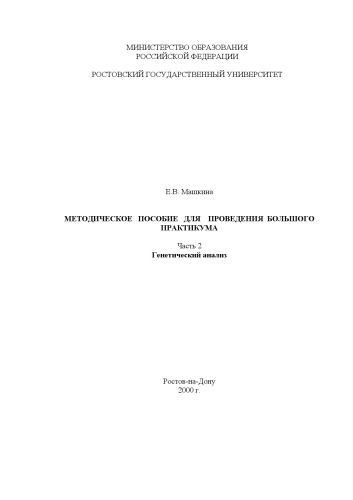 МИНИСТЕРСТВО ОБРАЗОВАНИЯ
РОССИЙСКОЙ ФЕДЕРАЦИИ
РОСТОВСКИЙ ГОСУДАРСТВЕННЫЙ УНИВЕРСИТЕТ
Е.В. Машкина
МЕТОДИЧЕСКОЕ ПОСОБИЕ ДЛЯ ПРОВЕДЕНИЯ БОЛЬШОГО
ПРАКТИКУМА
Часть 2
Генетический анализ
Ростов-на-Дону
2000 г.